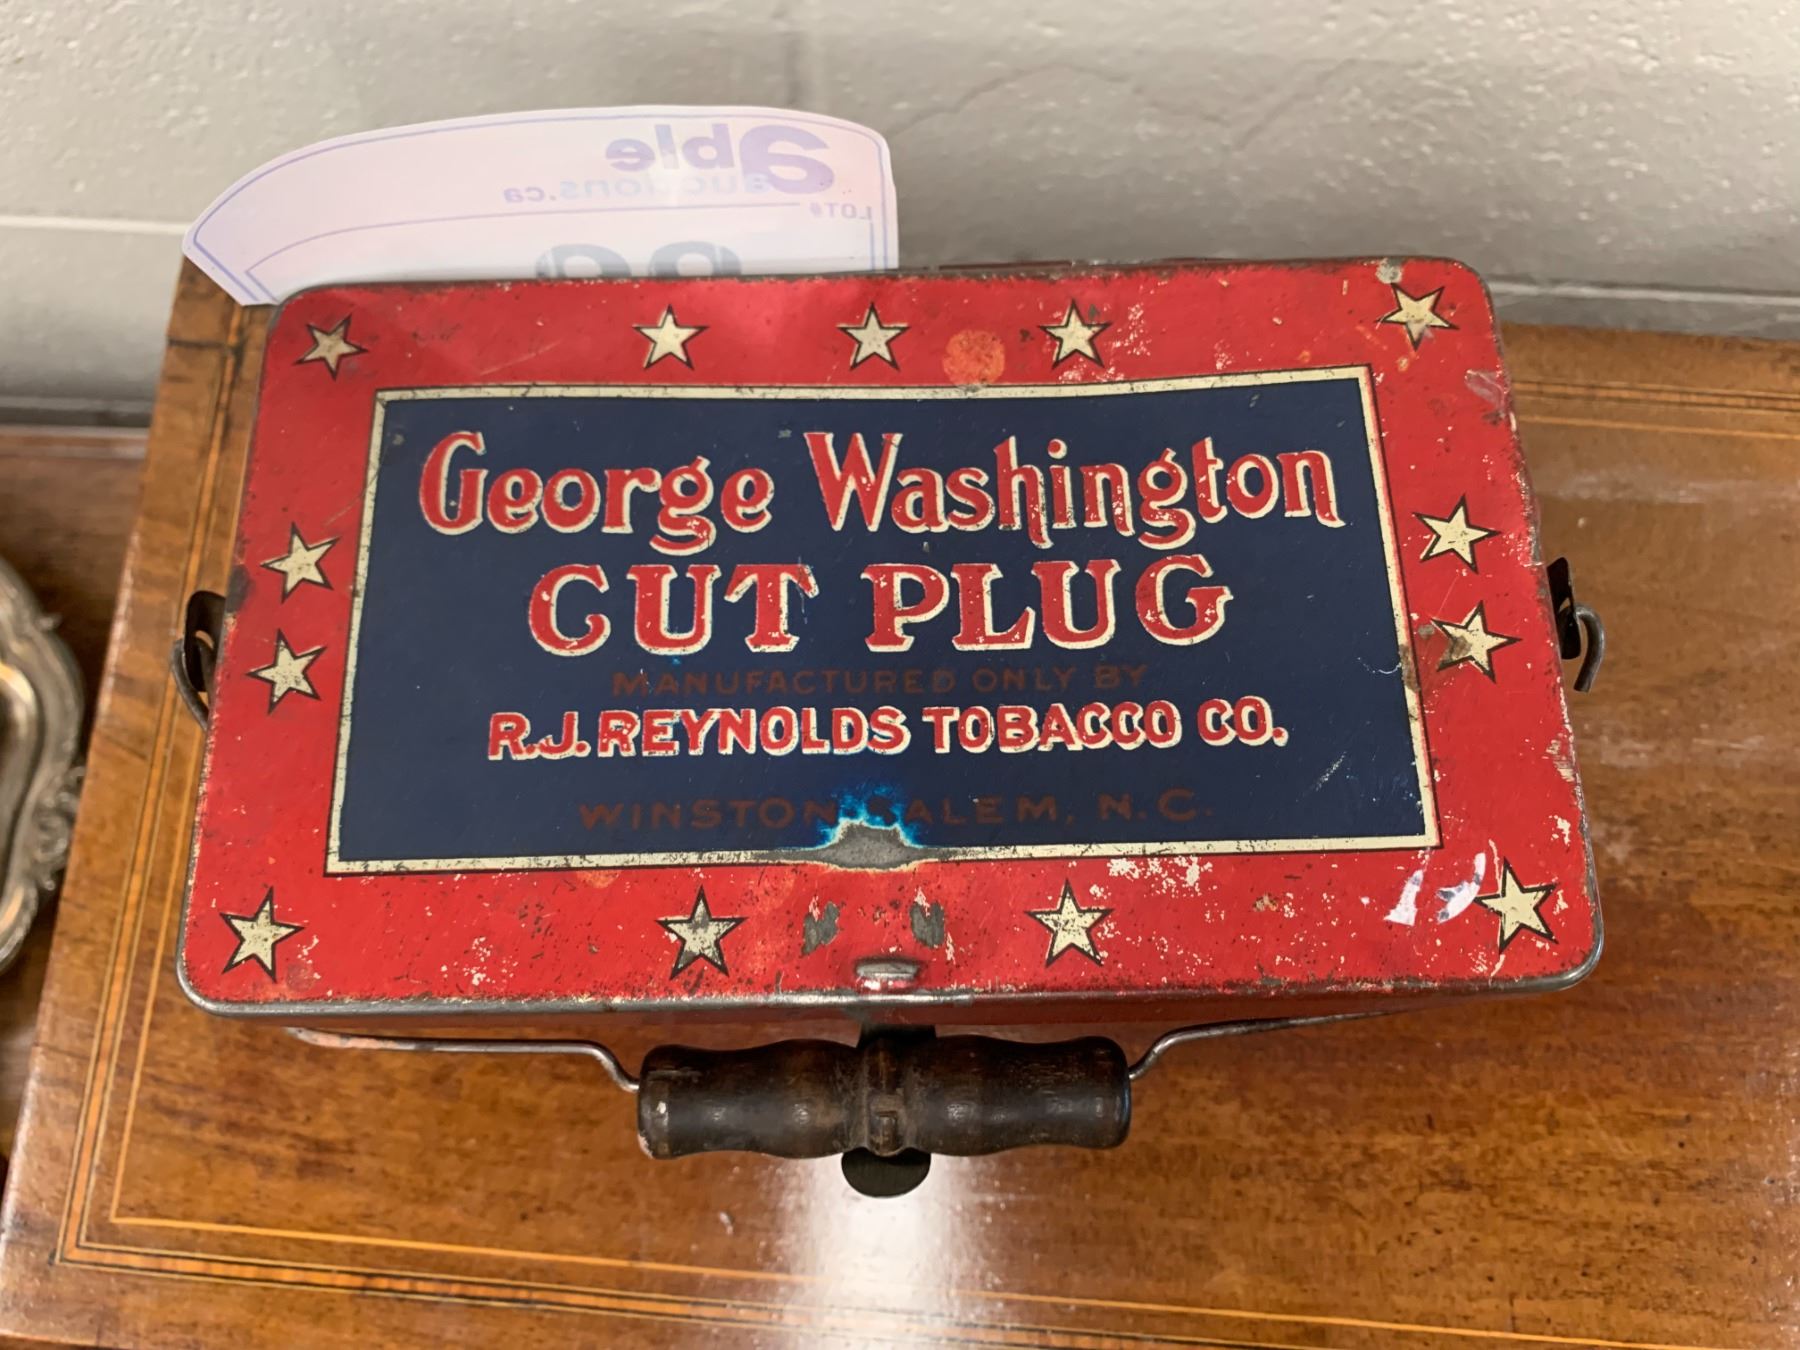 able
auctions.ca
LOT#
George Washington
CUT PLUG
MANUFACTURED ONLY BY
R.J. REYNOLDS TOBACCO CO.
WINSTON SALEM, N.C.